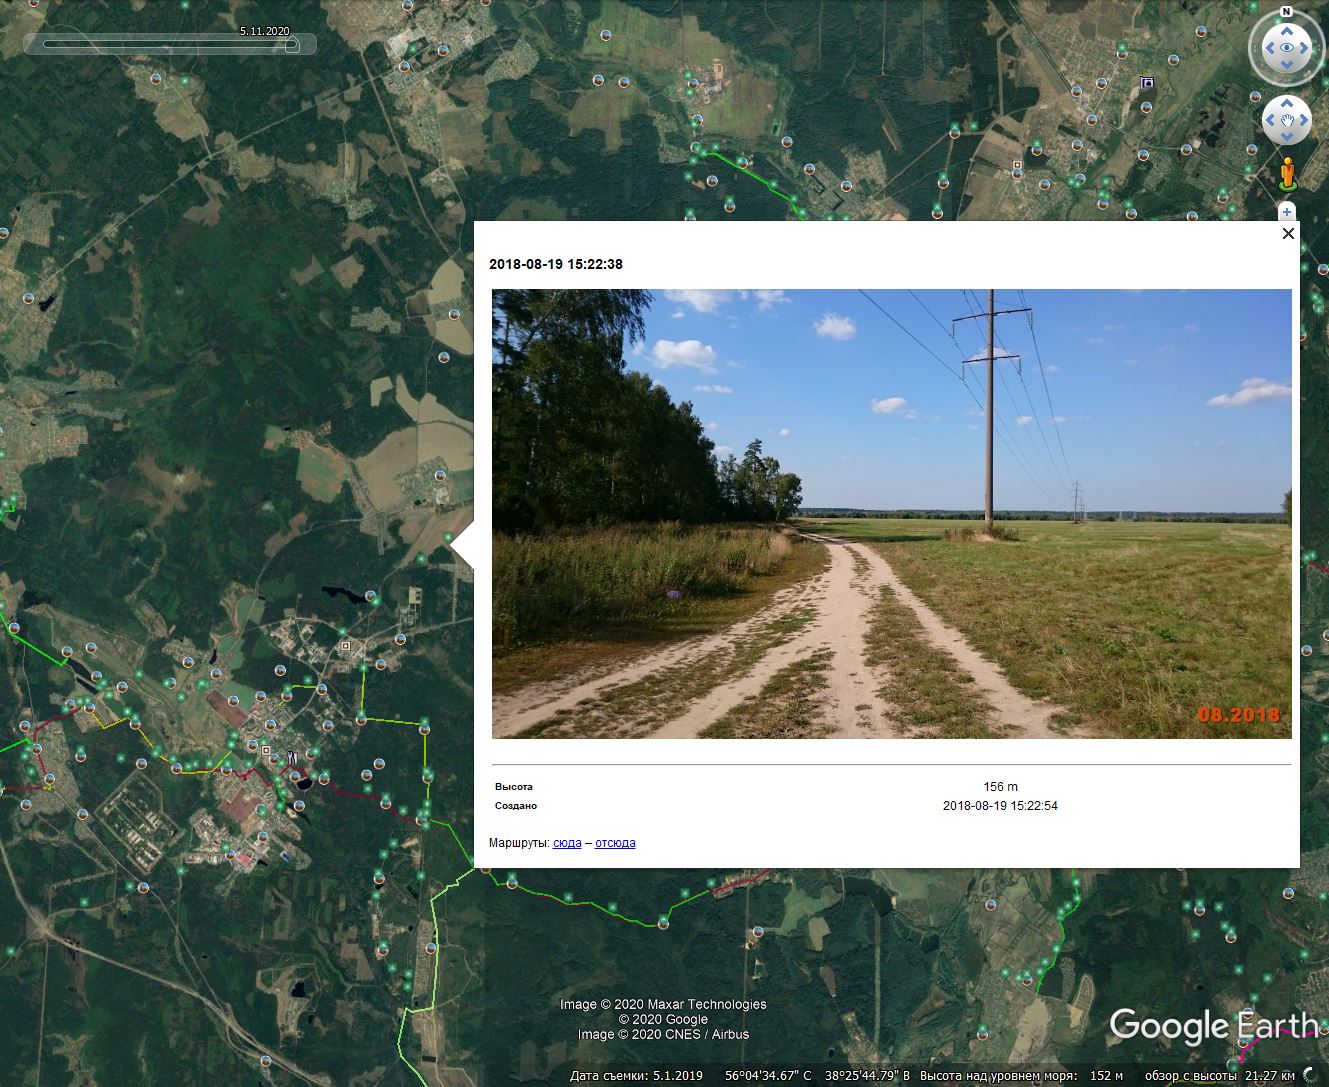 5.11.2020
N
2018-08-19 15:22:38
08.2018
Высота 156 m
Создано 2018-08-19 15:22:54
Маршруты: сюда – отсюда
Image © 2020 Maxar Technologies
© 2020 Google
Image © 2020 CNES / Airbus
Google Earth
Дата съемки: 5.1.2019 56°04'34.67" С 38°25'44.79" В Высота над уровнем моря: 152 м обзор с высоты 21.27 км